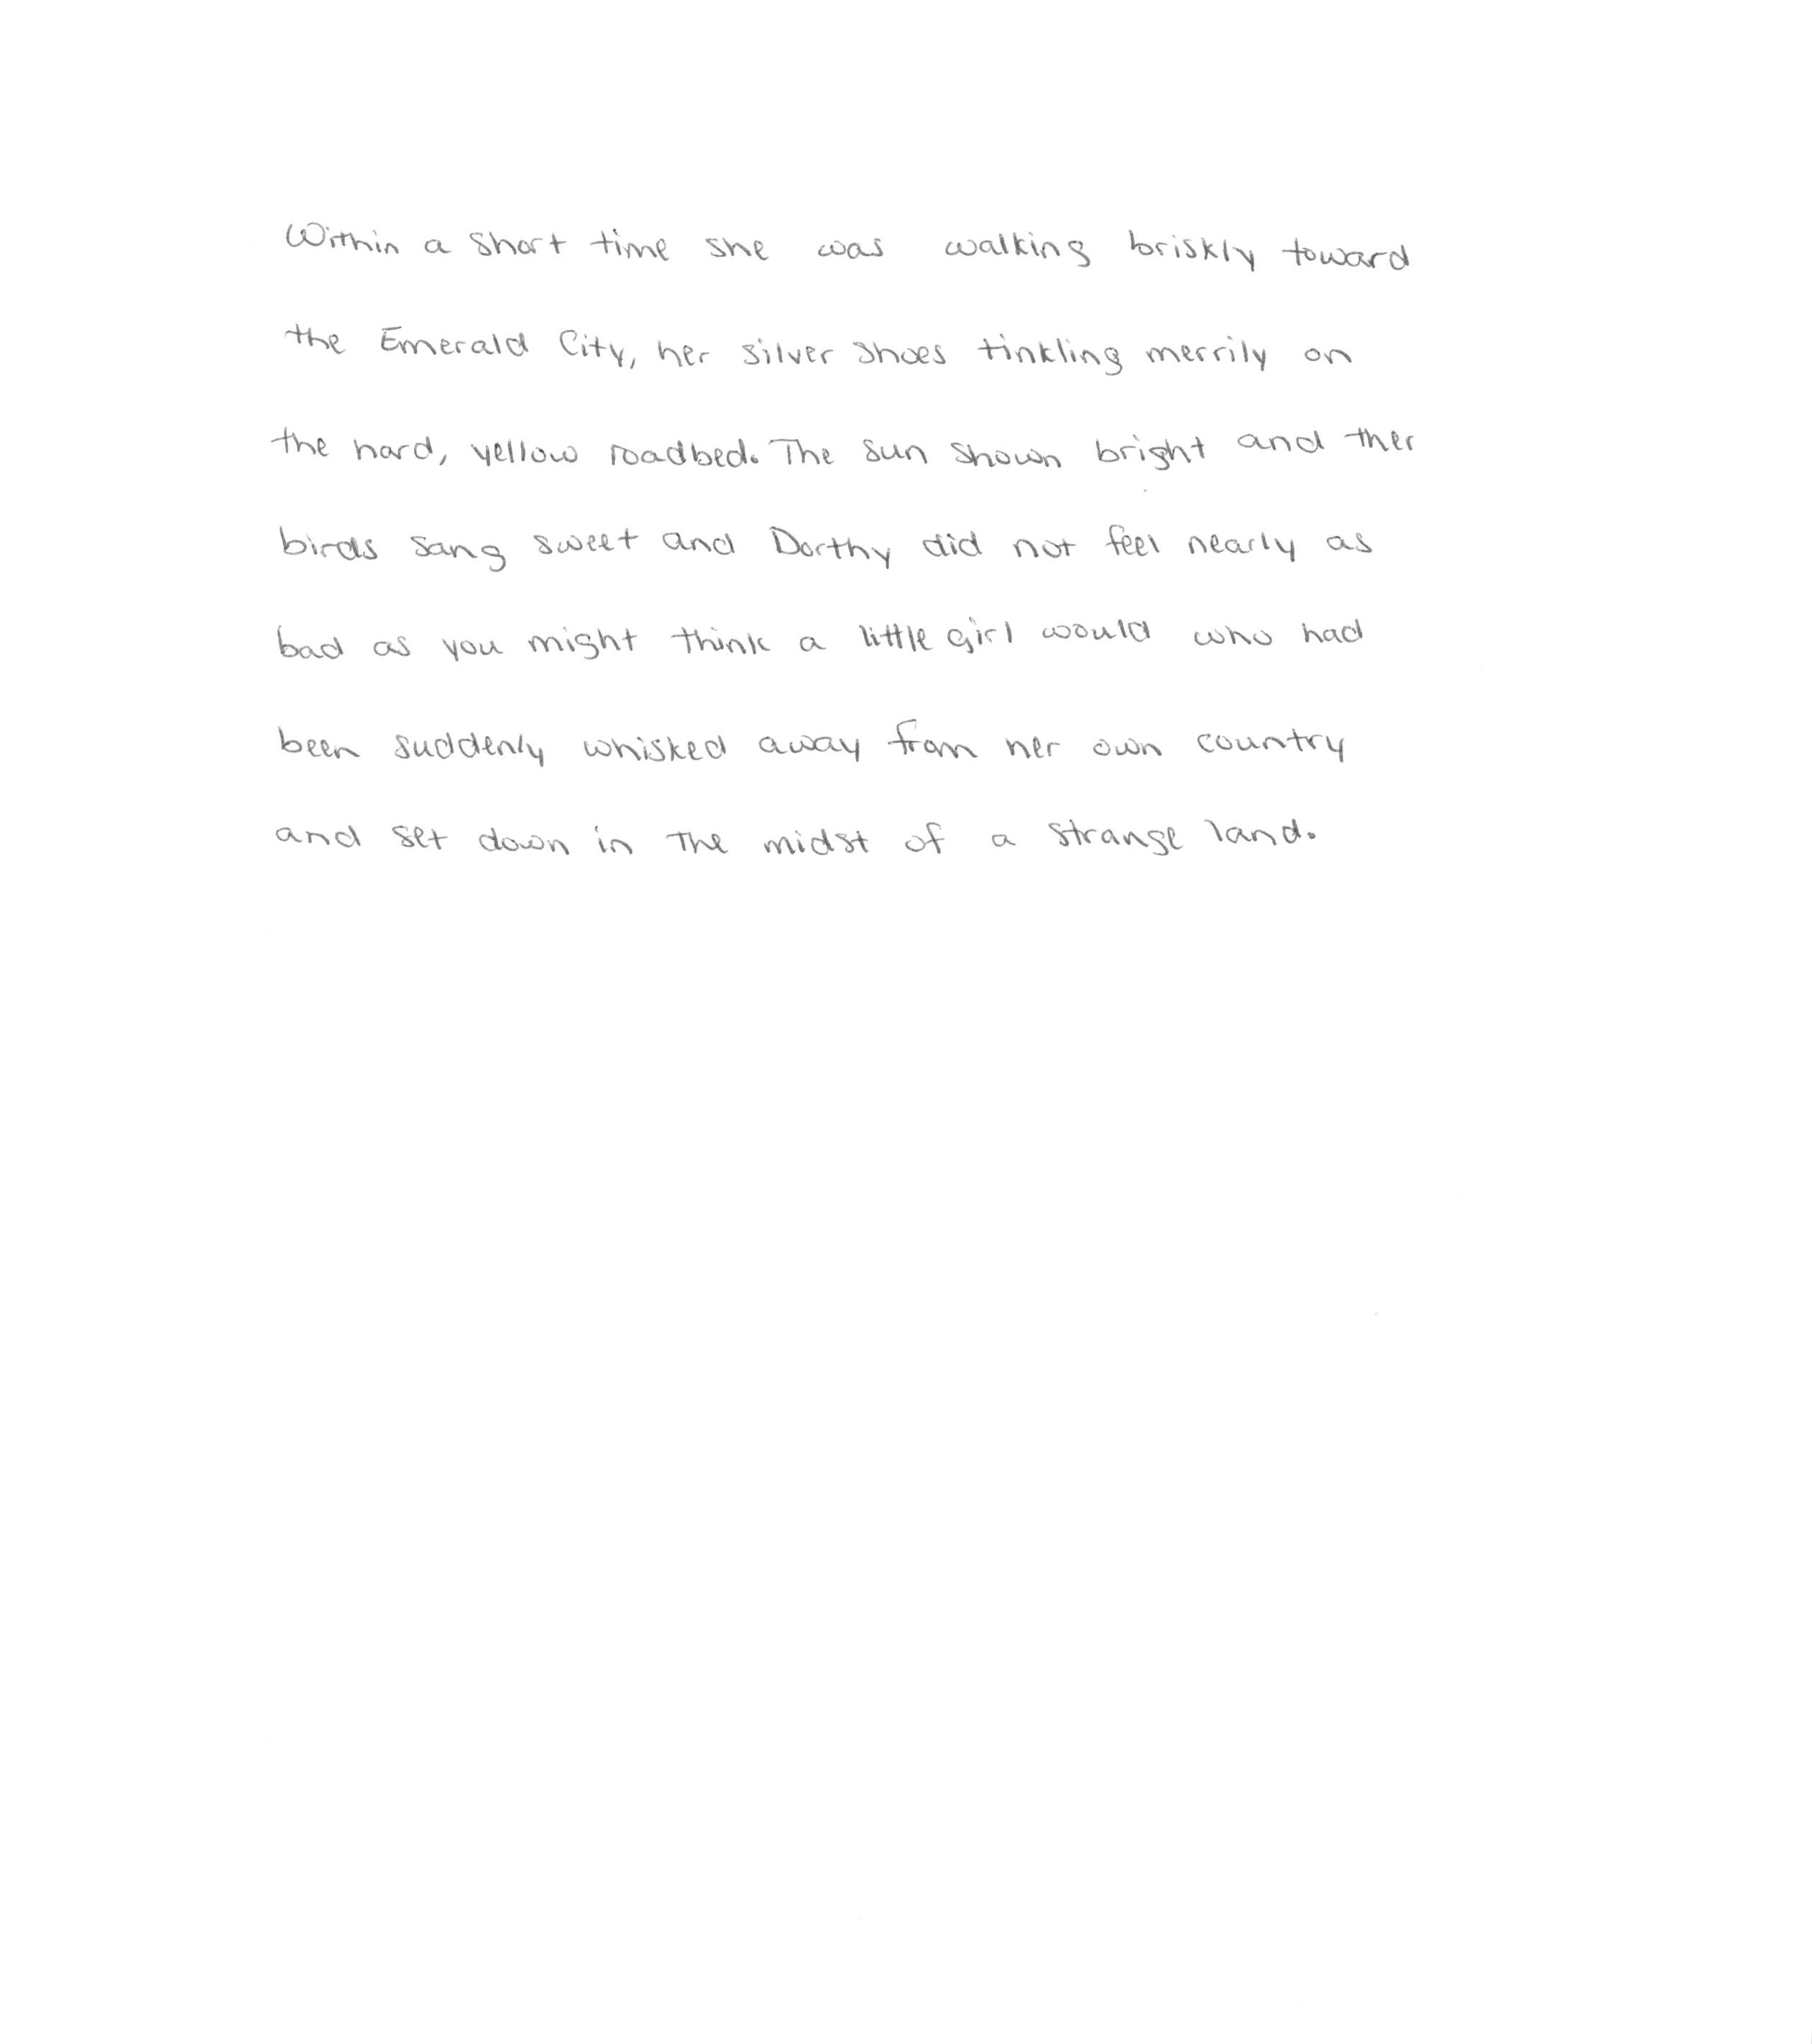 Within a short time she was walking briskly toward
the Emerald City, her silver shoes tinkling merrily on
the hard, yellow roadbed. The sun shown bright and ther
birds sang sweet and Dorthy did not feel nearly as
bad as you might think a little girl would who had
been suddenly whisked away from her own country
and set down in the midst of a strange land.